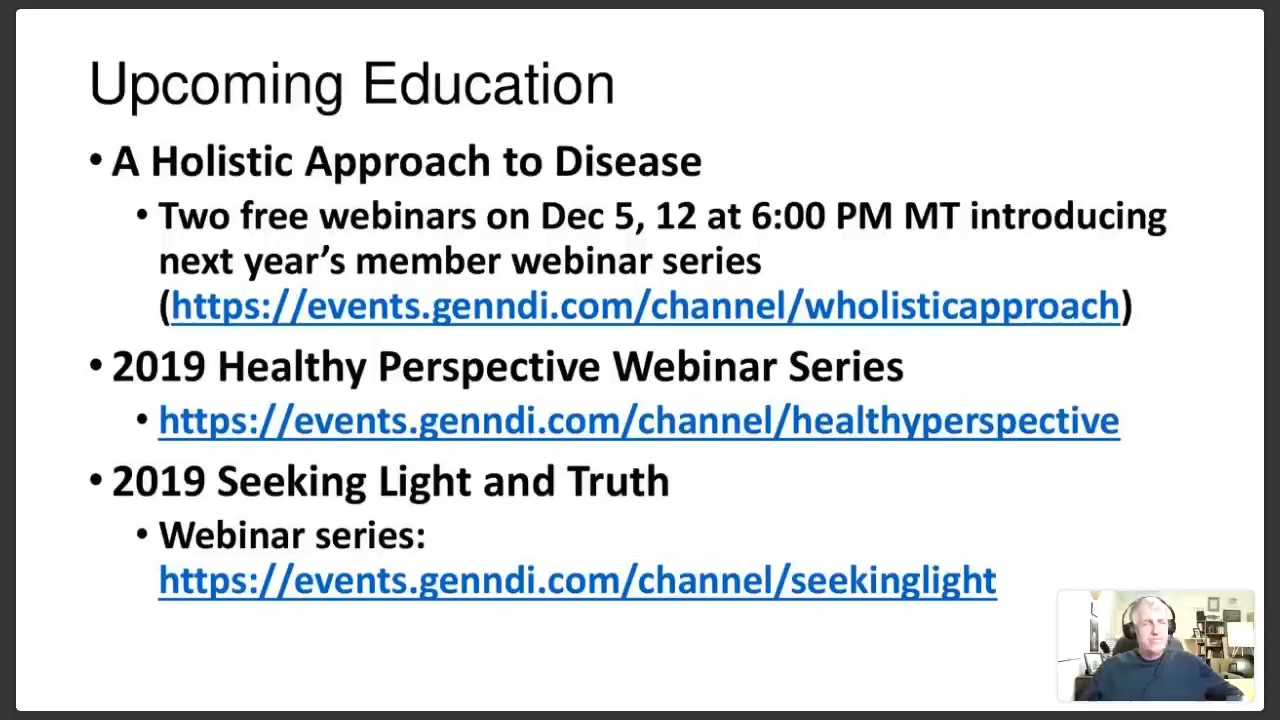 Upcoming Education
• A Holistic Approach to Disease
• Two free webinars on Dec 5, 12 at 6:00 PM MT introducing
next year’s member webinar series
(https://events.genndi.com/channel/wholisticapproach)
• 2019 Healthy Perspective Webinar Series
• https://events.genndi.com/channel/healthyperspective
• 2019 Seeking Light and Truth
• Webinar series:
https://events.genndi.com/channel/seekinglight